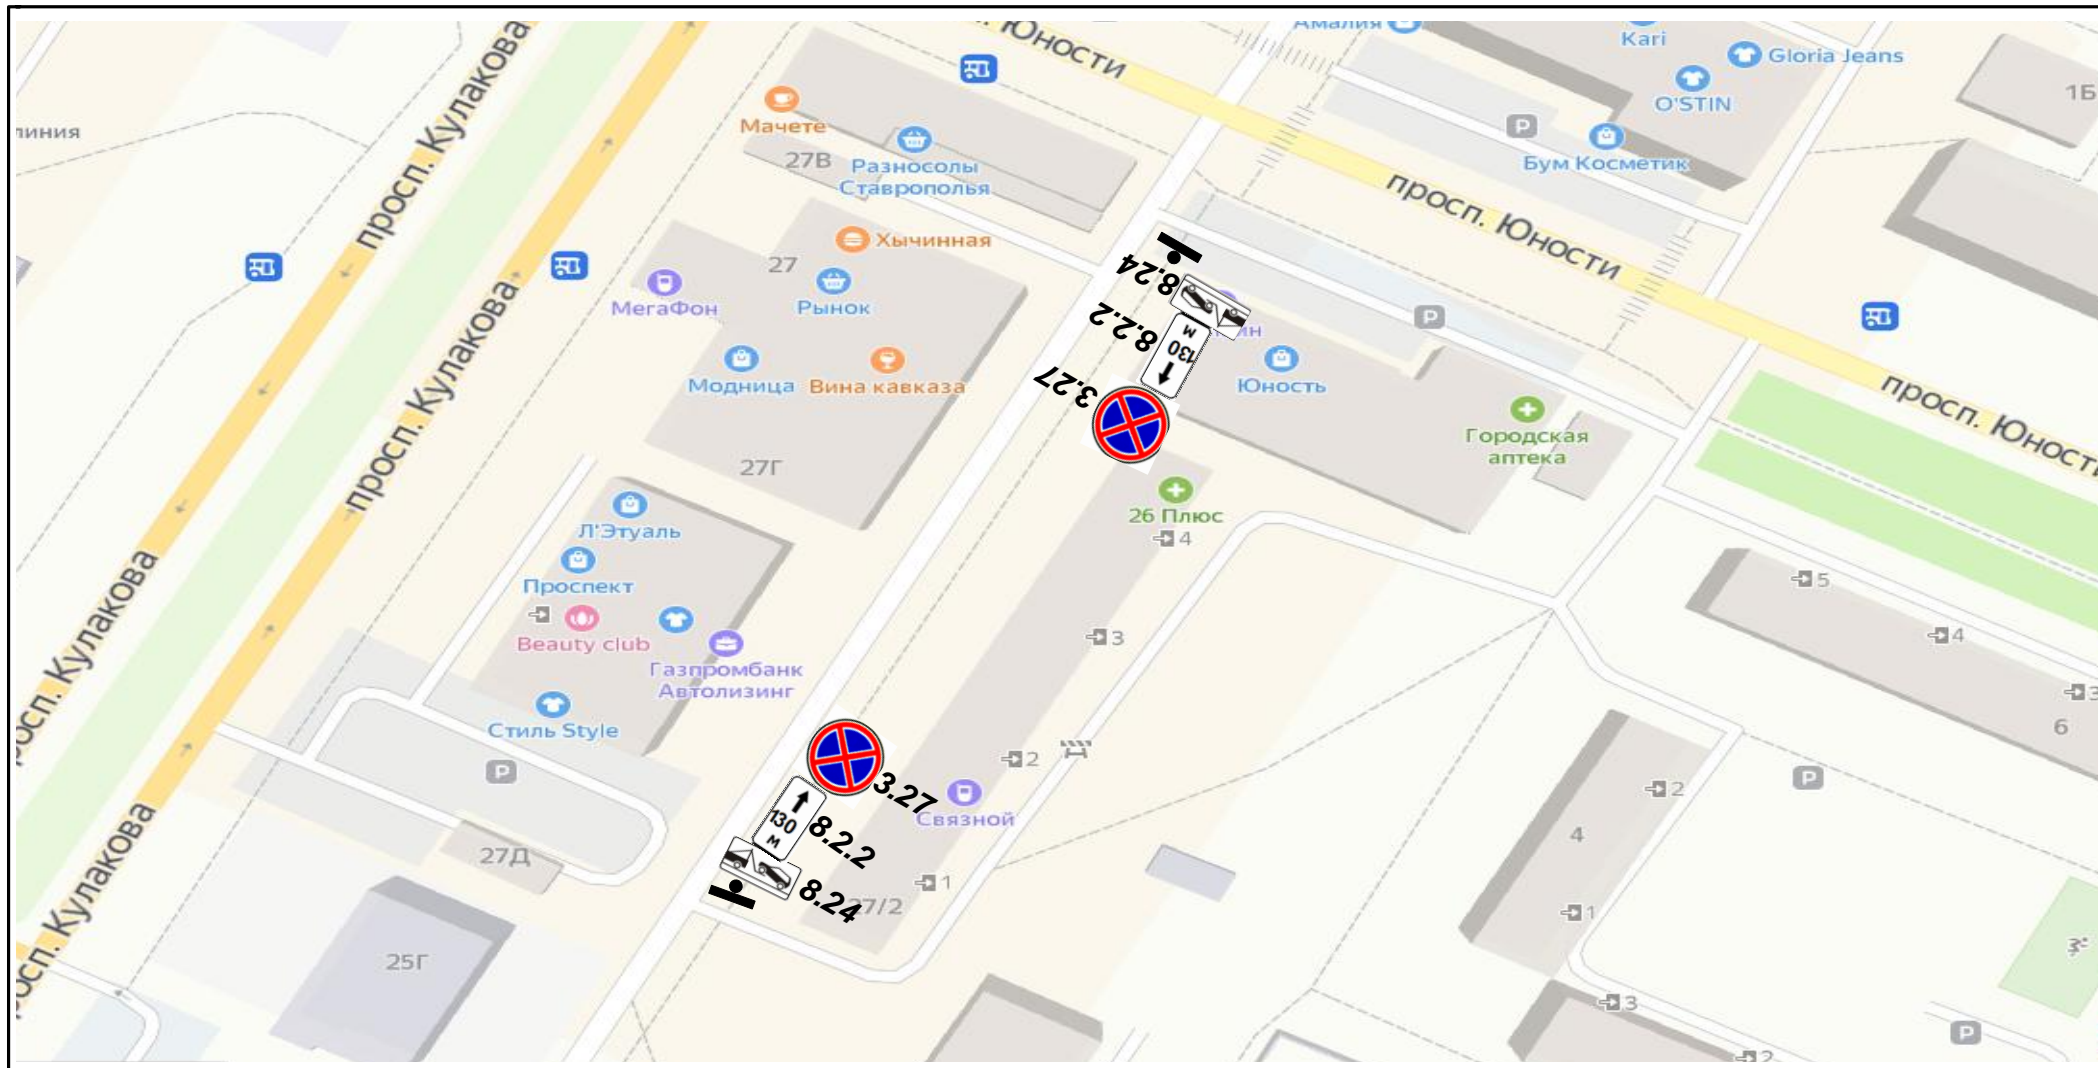 просп. Кулакова
просп. Кулакова
просп. Кулакова
просп. Кулакова
просп. Кулакова
Юности
просп. Юности
просп. Юности
Амалия
Kari
Gloria Jeans
O'STIN
1Б
P
Бум Косметик
Мачете
27В
Разносолы
Ставрополья
Хычинная
27
МегаФон
Рынок
Модница
Вина кавказа
27Г
8.24
8.2.2
130
м
3.27
P
Юность
Городская
аптека
26 Плюс
4
Л'Этуаль
Проспект
Beauty club
Газпромбанк
Автолизинг
Стиль Style
3
5
4
3
6
P
27Д
25Г
3.27
8.2.2
130
м
8.24
2
Связной
1
27/2
P
2
4
1
3
2
P